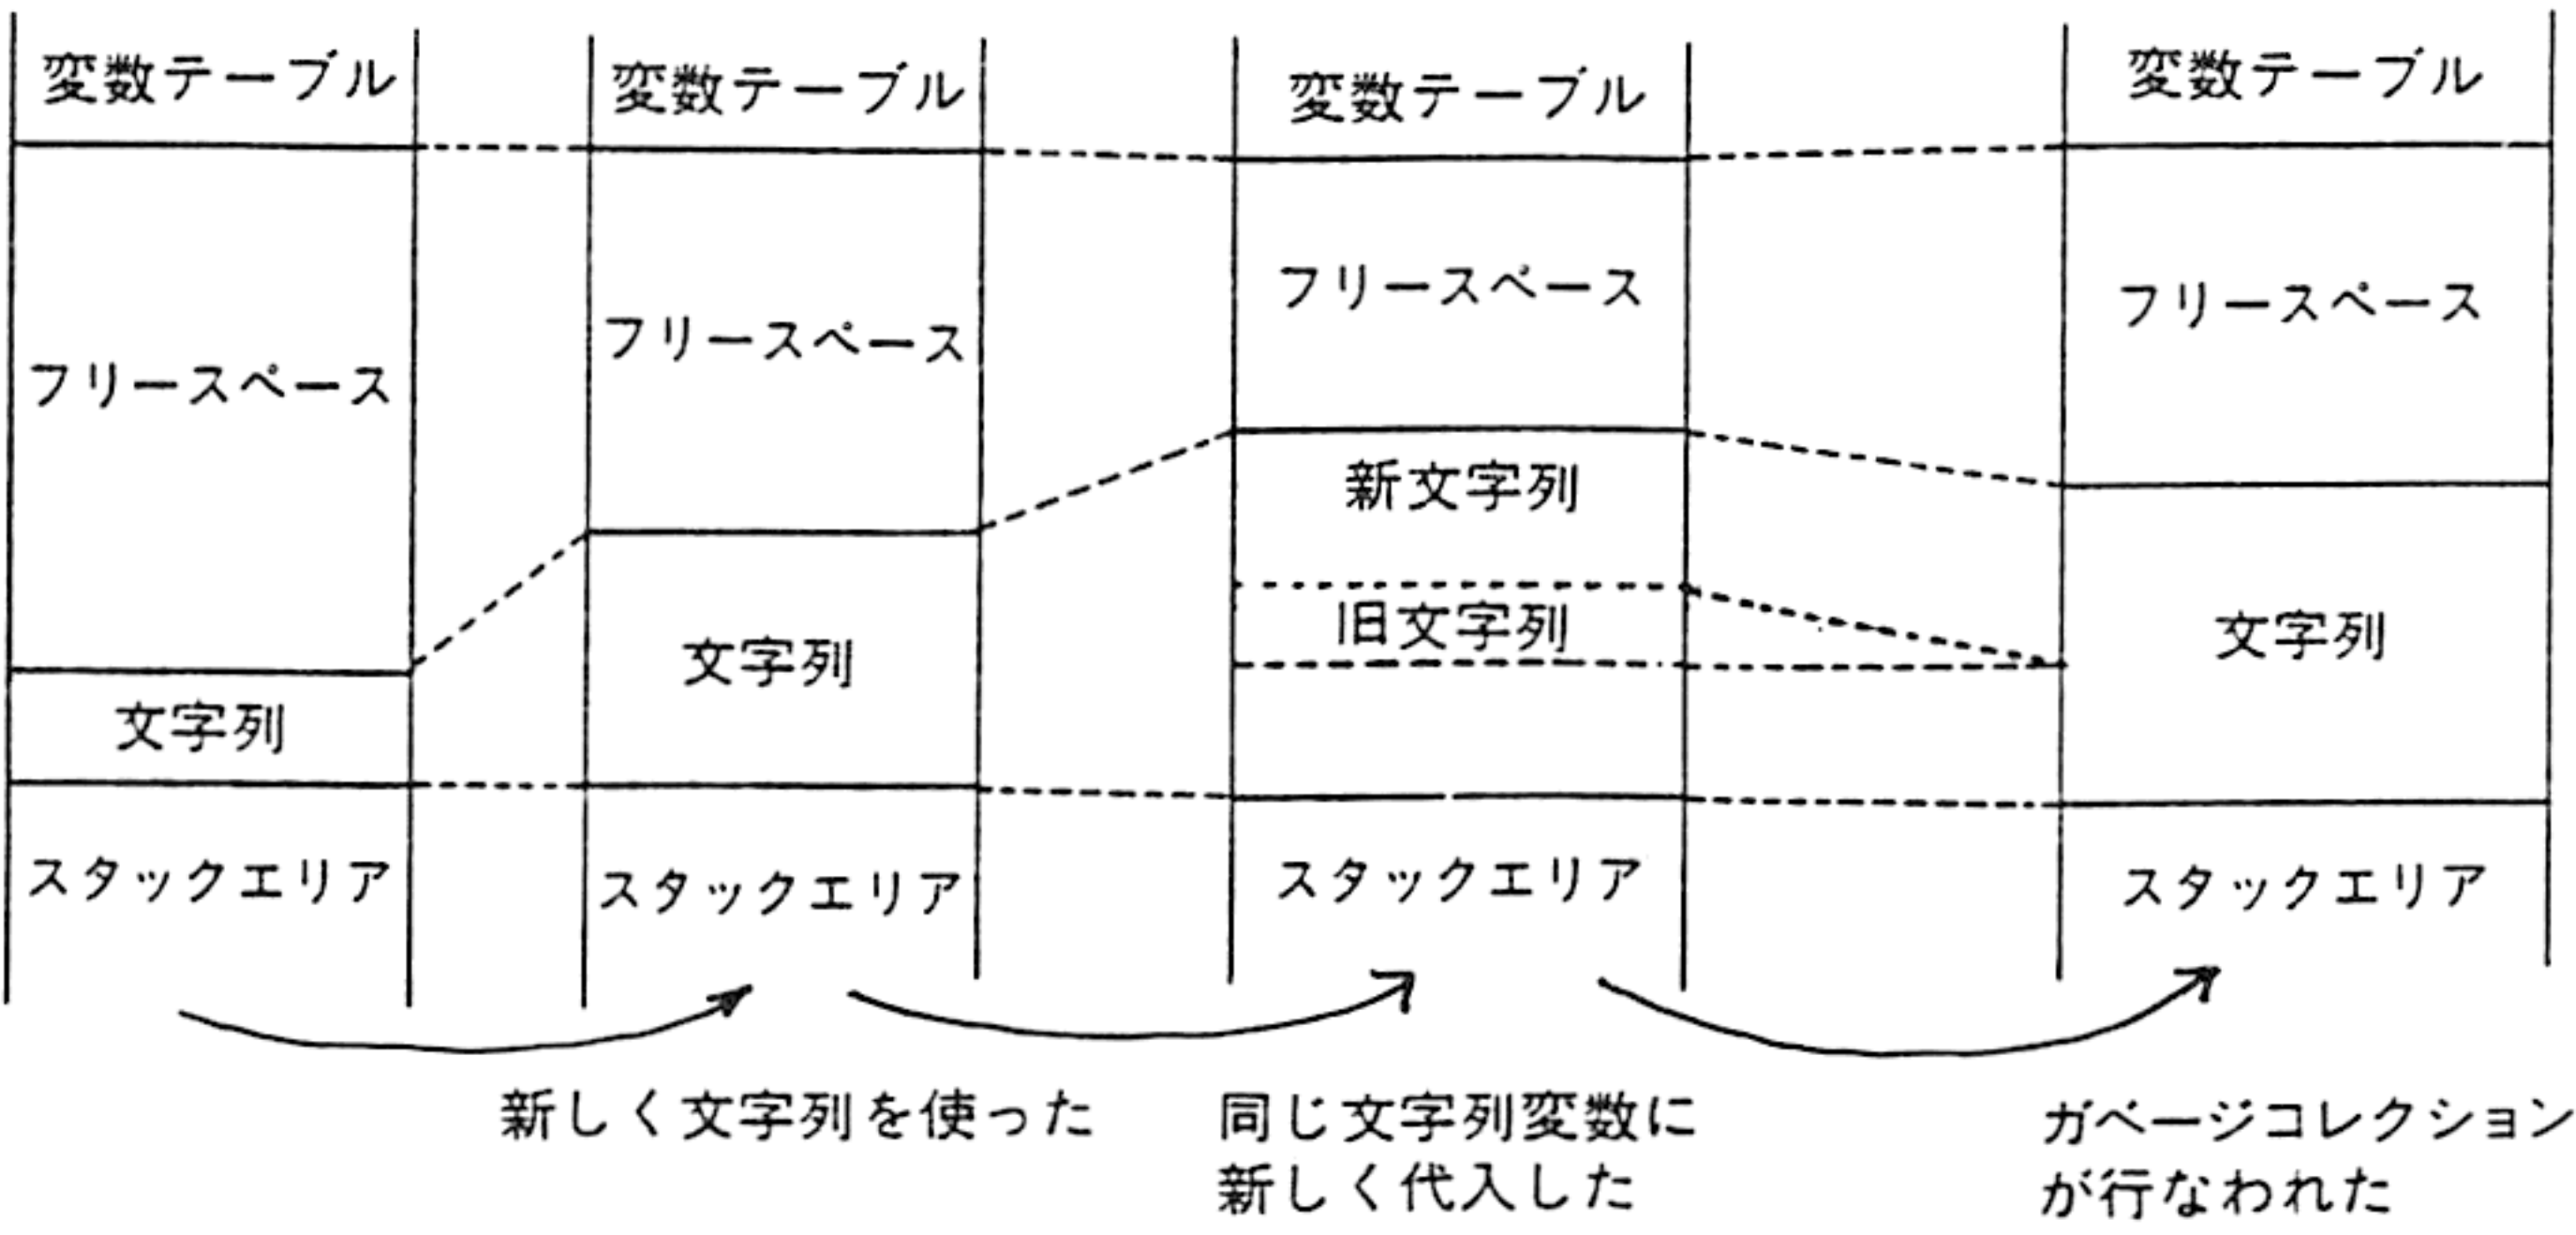 変数テーブル
フリースペース
文字列
スタックエリア
変数テーブル
フリースペース
文字列
スタックエリア
変数テーブル
フリースペース
新文字列
旧文字列
スタックエリア
変数テーブル
フリースペース
文字列
スタックエリア
新しく文字列を使った
同じ文字列変数に
新しく代入した
ガベージコレクション
が行なわれた